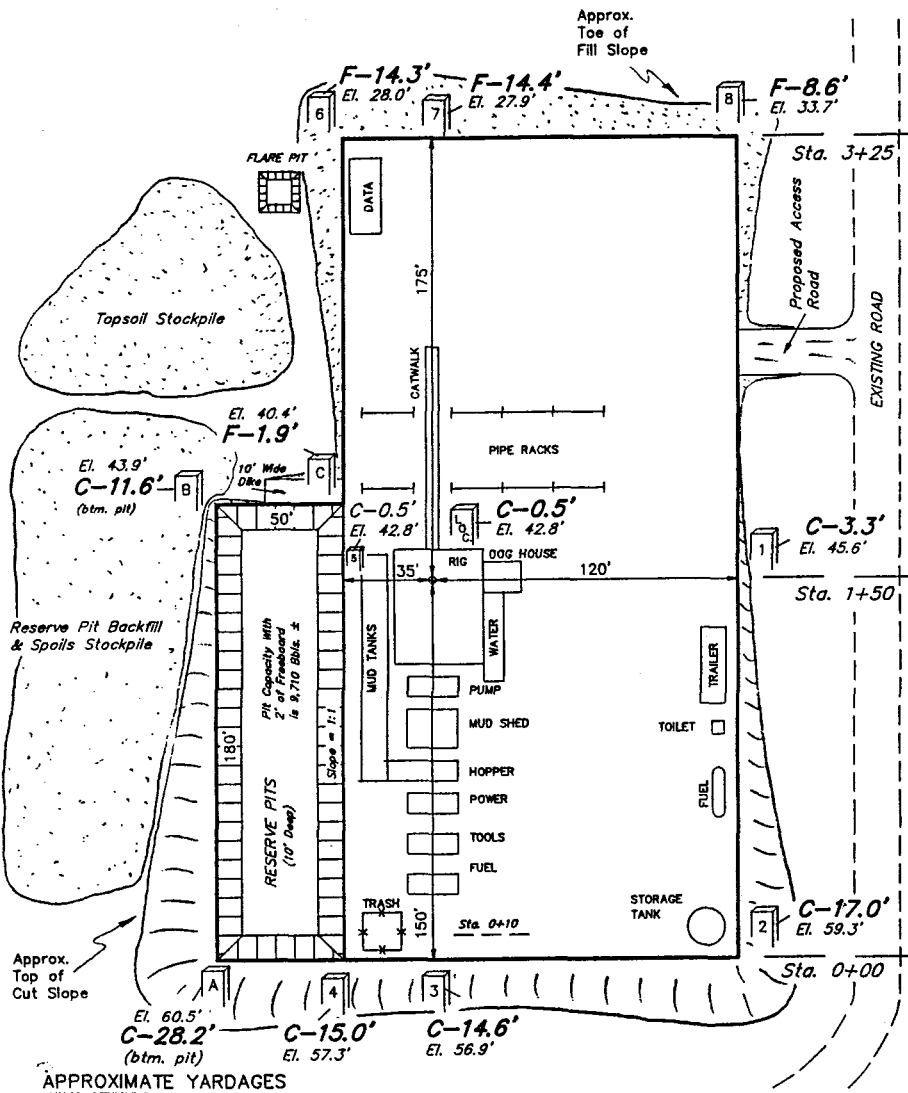 Approx.
Toe of
Fill Slope
F-14.3'
El. 28.0'
6
F-14.4'
El. 27.9'
7
8
F-8.6'
El. 33.7'
Sta. 3+25
FLARE PIT
DATA
175'
Proposed Access
Road
EXISTING ROAD
Topsoil Stockpile
CATWALK
El. 40.4'
F-1.9'
C
PIPE RACKS
El. 43.9'
C-11.6'
(btm. pit)
B
10' Wide
Dike
50'
C-0.5'
El. 42.8'
5
LOC.
C-0.5'
El. 42.8'
C-3.3'
El. 45.6'
1
RIG
DOG HOUSE
35'
120'
Sta. 1+50
Reserve Pit Backfill
& Spoils Stockpile
Pit Capacity With
2' of Freeboard
is 9,710 Bbls. ±
MUD TANKS
WATER
TRAILER
PUMP
MUD SHED
TOILET
180'
Slope = 1:1
HOPPER
POWER
FUEL
RESERVE PITS
(10' Deep)
TOOLS
FUEL
TRASH
150'
Sta. 0+10
STORAGE
TANK
C-17.0'
El. 59.3'
2
Sta. 0+00
Approx.
Top of
Cut Slope
A
4
3
El. 60.5'
C-28.2'
(btm. pit)
C-15.0'
El. 57.3'
C-14.6'
El. 56.9'
APPROXIMATE YARDAGES